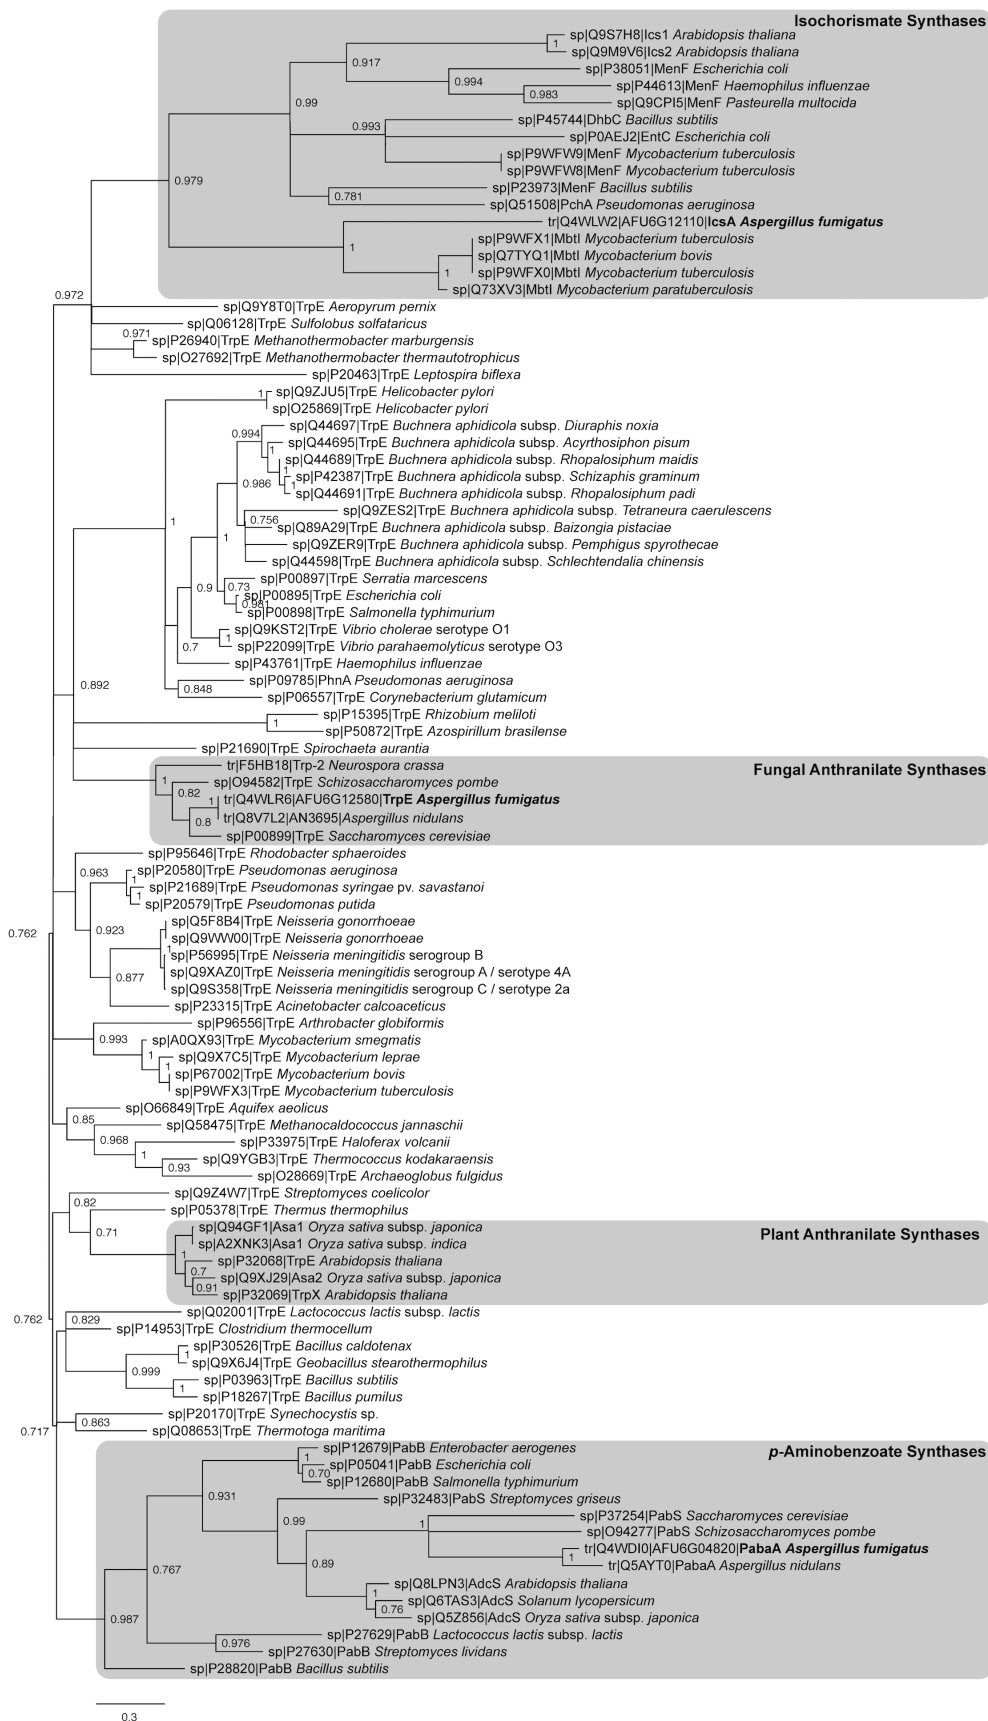 Isochorismate Synthases
sp|Q9S7H8|Ics1 Arabidopsis thaliana
1
sp|Q9M9V6|Ics2 Arabidopsis thaliana
0.917
sp|P38051|MenF Escherichia coli
0.994
sp|P44613|MenF Haemophilus influenzae
0.983
sp|Q9CPI5|MenF Pasteurella multocida
0.99
sp|P45744|DhbC Bacillus subtilis
0.993
sp|P0AEJ2|EntC Escherichia coli
sp|P9WFW9|MenF Mycobacterium tuberculosis
sp|P9WFW8|MenF Mycobacterium tuberculosis
0.979
sp|P23973|MenF Bacillus subtilis
0.781
sp|Q51508|PchA Pseudomonas aeruginosa
tr|Q4WLW2|AFU6G12110|IcsA Aspergillus fumigatus
sp|P9WFX1|MbtI Mycobacterium tuberculosis
1
sp|Q7TYQ1|MbtI Mycobacterium bovis
1
sp|P9WFX0|MbtI Mycobacterium tuberculosis
sp|Q73XV3|MbtI Mycobacterium paratuberculosis
0.972
sp|Q9Y8T0|TrpE Aeropyrum pernix
sp|Q06128|TrpE Sulfolobus solfataricus
0.971
sp|P26940|TrpE Methanothermobacter marburgensis
sp|O27692|TrpE Methanothermobacter thermautotrophicus
sp|P20463|TrpE Leptospira biflexa
1
sp|Q9ZJU5|TrpE Helicobacter pylori
sp|O25869|TrpE Helicobacter pylori
sp|Q44697|TrpE Buchnera aphidicola subsp. Diuraphis noxia
0.994
sp|Q44695|TrpE Buchnera aphidicola subsp. Acyrthosiphon pisum
1
sp|Q44689|TrpE Buchnera aphidicola subsp. Rhopalosiphum maidis
1
sp|P42387|TrpE Buchnera aphidicola subsp. Schizaphis graminum
0.986
1
sp|Q44691|TrpE Buchnera aphidicola subsp. Rhopalosiphum padi
sp|Q9ZES2|TrpE Buchnera aphidicola subsp. Tetraneura caerulescens
0.756
1
sp|Q89A29|TrpE Buchnera aphidicola subsp. Baizongia pistaciae
1
sp|Q9ZER9|TrpE Buchnera aphidicola subsp. Pemphigus spyrothecae
sp|Q44598|TrpE Buchnera aphidicola subsp. Schlechtendalia chinensis
sp|P00897|TrpE Serratia marcescens
0.9
0.73
sp|P00895|TrpE Escherichia coli
0.981
sp|P00898|TrpE Salmonella typhimurium
sp|Q9KST2|TrpE Vibrio cholerae serotype O1
1
0.7
sp|P22099|TrpE Vibrio parahaemolyticus serotype O3
sp|P43761|TrpE Haemophilus influenzae
sp|P09785|PhnA Pseudomonas aeruginosa
0.892
0.848
sp|P06557|TrpE Corynebacterium glutamicum
sp|P15395|TrpE Rhizobium meliloti
1
sp|P50872|TrpE Azospirillum brasilense
sp|P21690|TrpE Spirochaeta aurantia
Fungal Anthranilate Synthases
tr|F5HB18|Trp-2 Neurospora crassa
1
sp|O94582|TrpE Schizosaccharomyces pombe
0.82
1
tr|Q4WLR6|AFU6G12580|TrpE Aspergillus fumigatus
0.8
tr|Q8V7L2|AN3695|Aspergillus nidulans
sp|P00899|TrpE Saccharomyces cerevisiae
sp|P95646|TrpE Rhodobacter sphaeroides
0.963
sp|P20580|TrpE Pseudomonas aeruginosa
1
sp|P21689|TrpE Pseudomonas syringae pv. savastanoi
1
sp|P20579|TrpE Pseudomonas putida
sp|Q5F8B4|TrpE Neisseria gonorrhoeae
0.923
0.762
sp|Q9WW00|TrpE Neisseria gonorrhoeae
1
sp|P56995|TrpE Neisseria meningitidis serogroup B
0.877
sp|Q9XAZ0|TrpE Neisseria meningitidis serogroup A / serotype 4A
sp|Q9S358|TrpE Neisseria meningitidis serogroup C / serotype 2a
sp|P23315|TrpE Acinetobacter calcoaceticus
sp|P96556|TrpE Arthrobacter globiformis
0.993
sp|A0QX93|TrpE Mycobacterium smegmatis
1
sp|Q9X7C5|TrpE Mycobacterium leprae
1
sp|P67002|TrpE Mycobacterium bovis
sp|P9WFX3|TrpE Mycobacterium tuberculosis
sp|O66849|TrpE Aquifex aeolicus
0.85
sp|Q58475|TrpE Methanocaldococcus jannaschii
0.968
sp|P33975|TrpE Haloferax volcanii
1
sp|Q9YGB3|TrpE Thermococcus kodakaraensis
0.93
sp|O28669|TrpE Archaeoglobus fulgidus
sp|Q9Z4W7|TrpE Streptomyces coelicolor
0.82
sp|P05378|TrpE Thermus thermophilus
0.71
Plant Anthranilate Synthases
sp|Q94GF1|Asa1 Oryza sativa subsp. japonica
sp|A2XNK3|Asa1 Oryza sativa subsp. indica
1
sp|P32068|TrpE Arabidopsis thaliana
0.7
sp|Q9XJ29|Asa2 Oryza sativa subsp. japonica
0.91
sp|P32069|TrpX Arabidopsis thaliana
0.762
sp|Q02001|TrpE Lactococcus lactis subsp. lactis
0.829
sp|P14953|TrpE Clostridium thermocellum
sp|P30526|TrpE Bacillus caldotenax
1
sp|Q9X6J4|TrpE Geobacillus stearothermophilus
0.999
sp|P03963|TrpE Bacillus subtilis
1
sp|P18267|TrpE Bacillus pumilus
sp|P20170|TrpE Synechocystis sp.
0.863
0.717
sp|Q08653|TrpE Thermotoga maritima
p-Aminobenzoate Synthases
sp|P12679|PabB Enterobacter aerogenes
1
sp|P05041|PabB Escherichia coli
0.70
sp|P12680|PabB Salmonella typhimurium
0.931
sp|P32483|PabS Streptomyces griseus
sp|P37254|PabS Saccharomyces cerevisiae
0.99
1
sp|O94277|PabS Schizosaccharomyces pombe
tr|Q4WDI0|AFU6G04820|PabaA Aspergillus fumigatus
1
0.89
tr|Q5AYT0|PabaA Aspergillus nidulans
0.767
sp|Q8LPN3|AdcS Arabidopsis thaliana
1
sp|Q6TAS3|AdcS Solanum lycopersicum
0.76
sp|Q5Z856|AdcS Oryza sativa subsp. japonica
0.987
sp|P27629|PabB Lactococcus lactis subsp. lactis
0.976
sp|P27630|PabB Streptomyces lividans
sp|P28820|PabB Bacillus subtilis
0.3